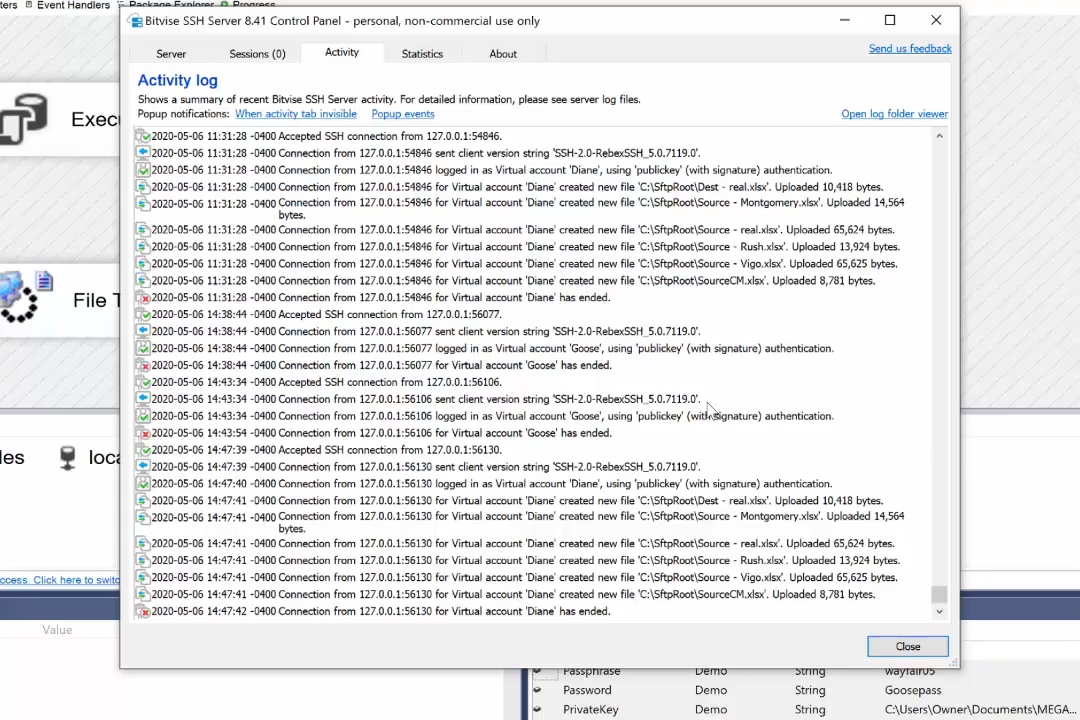 ters Event Handlers Package Explorer Progress
Bitvise SSH Server 8.41 Control Panel - personal, non-commercial use only
Server Sessions (0) Activity Statistics About Send us feedback
Activity log
Shows a summary of recent Bitvise SSH Server activity. For detailed information, please see server log files.
Popup notifications: When activity tab invisible Popup events Open log folder viewer
2020-05-06 11:31:28 -0400 Accepted SSH connection from 127.0.0.1:54846.
2020-05-06 11:31:28 -0400 Connection from 127.0.0.1:54846 sent client version string 'SSH-2.0-RebexSSH_5.0.7119.0'.
2020-05-06 11:31:28 -0400 Connection from 127.0.0.1:54846 logged in as Virtual account 'Diane', using 'publickey' (with signature) authentication.
2020-05-06 11:31:28 -0400 Connection from 127.0.0.1:54846 for Virtual account 'Diane' created new file 'C:\SftpRoot\Dest - real.xlsx'. Uploaded 10,418 bytes.
2020-05-06 11:31:28 -0400 Connection from 127.0.0.1:54846 for Virtual account 'Diane' created new file 'C:\SftpRoot\Source - Montgomery.xlsx'. Uploaded 14,564
bytes.
2020-05-06 11:31:28 -0400 Connection from 127.0.0.1:54846 for Virtual account 'Diane' created new file 'C:\SftpRoot\Source - real.xlsx'. Uploaded 65,624 bytes.
2020-05-06 11:31:28 -0400 Connection from 127.0.0.1:54846 for Virtual account 'Diane' created new file 'C:\SftpRoot\Source - Rush.xlsx'. Uploaded 13,924 bytes.
2020-05-06 11:31:28 -0400 Connection from 127.0.0.1:54846 for Virtual account 'Diane' created new file 'C:\SftpRoot\Source - Vigo.xlsx'. Uploaded 65,625 bytes.
2020-05-06 11:31:28 -0400 Connection from 127.0.0.1:54846 for Virtual account 'Diane' created new file 'C:\SftpRoot\SourceCM.xlsx'. Uploaded 8,781 bytes.
2020-05-06 11:31:28 -0400 Connection from 127.0.0.1:54846 for Virtual account 'Diane' has ended.
2020-05-06 14:38:44 -0400 Accepted SSH connection from 127.0.0.1:56077.
2020-05-06 14:38:44 -0400 Connection from 127.0.0.1:56077 sent client version string 'SSH-2.0-RebexSSH_5.0.7119.0'.
2020-05-06 14:38:44 -0400 Connection from 127.0.0.1:56077 logged in as Virtual account 'Goose', using 'publickey' (with signature) authentication.
2020-05-06 14:38:44 -0400 Connection from 127.0.0.1:56077 for Virtual account 'Goose' has ended.
2020-05-06 14:43:34 -0400 Accepted SSH connection from 127.0.0.1:56106.
2020-05-06 14:43:34 -0400 Connection from 127.0.0.1:56106 sent client version string 'SSH-2.0-RebexSSH_5.0.7119.0'.
2020-05-06 14:43:34 -0400 Connection from 127.0.0.1:56106 logged in as Virtual account 'Goose', using 'publickey' (with signature) authentication.
2020-05-06 14:43:54 -0400 Connection from 127.0.0.1:56106 for Virtual account 'Goose' has ended.
2020-05-06 14:47:39 -0400 Accepted SSH connection from 127.0.0.1:56130.
2020-05-06 14:47:39 -0400 Connection from 127.0.0.1:56130 sent client version string 'SSH-2.0-RebexSSH_5.0.7119.0'.
2020-05-06 14:47:40 -0400 Connection from 127.0.0.1:56130 logged in as Virtual account 'Diane', using 'publickey' (with signature) authentication.
2020-05-06 14:47:41 -0400 Connection from 127.0.0.1:56130 for Virtual account 'Diane' created new file 'C:\SftpRoot\Dest - real.xlsx'. Uploaded 10,418 bytes.
2020-05-06 14:47:41 -0400 Connection from 127.0.0.1:56130 for Virtual account 'Diane' created new file 'C:\SftpRoot\Source - Montgomery.xlsx'. Uploaded 14,564
bytes.
2020-05-06 14:47:41 -0400 Connection from 127.0.0.1:56130 for Virtual account 'Diane' created new file 'C:\SftpRoot\Source - real.xlsx'. Uploaded 65,624 bytes.
2020-05-06 14:47:41 -0400 Connection from 127.0.0.1:56130 for Virtual account 'Diane' created new file 'C:\SftpRoot\Source - Rush.xlsx'. Uploaded 13,924 bytes.
2020-05-06 14:47:41 -0400 Connection from 127.0.0.1:56130 for Virtual account 'Diane' created new file 'C:\SftpRoot\Source - Vigo.xlsx'. Uploaded 65,625 bytes.
2020-05-06 14:47:41 -0400 Connection from 127.0.0.1:56130 for Virtual account 'Diane' created new file 'C:\SftpRoot\SourceCM.xlsx'. Uploaded 8,781 bytes.
2020-05-06 14:47:42 -0400 Connection from 127.0.0.1:56130 for Virtual account 'Diane' has ended.
Close
Exec
File T
les loca
ccess. Click here to switc
Value
Passphrase Demo String wayfair05
Password Demo String Goosepass
PrivateKey Demo String C:\Users\Owner\Documents\MEGA...